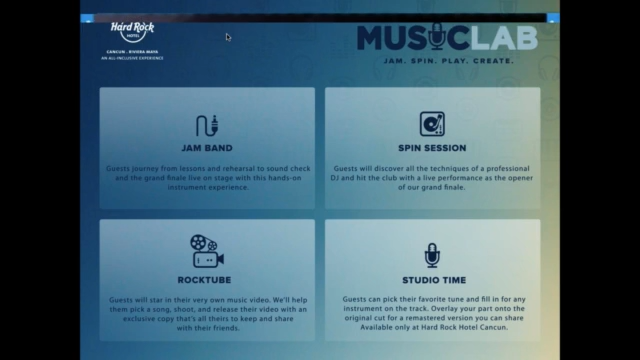 Hard Rock
HOTEL
CANCUN . RIVIERA MAYA
AN ALL-INCLUSIVE EXPERIENCE
MUSICLAB
JAM. SPIN. PLAY. CREATE.
JAM BAND
Guests journey from lessons and rehearsal to sound check
and the grand finale live on stage with this hands-on
instrument experience.
SPIN SESSION
Guests will discover all the techniques of a professional
DJ and hit the club with a live performance as the opener
of our grand finale.
ROCKTUBE
Guests will star in their very own music video. We'll help
them pick a song, shoot, and release their video with an
exclusive copy that's all theirs to keep and share
with their friends.
STUDIO TIME
Guests can pick their favorite tune and fill in for any
instrument on the track. Overlay your part onto the
original cut for a remastered version you can share
Available only at Hard Rock Hotel Cancun.